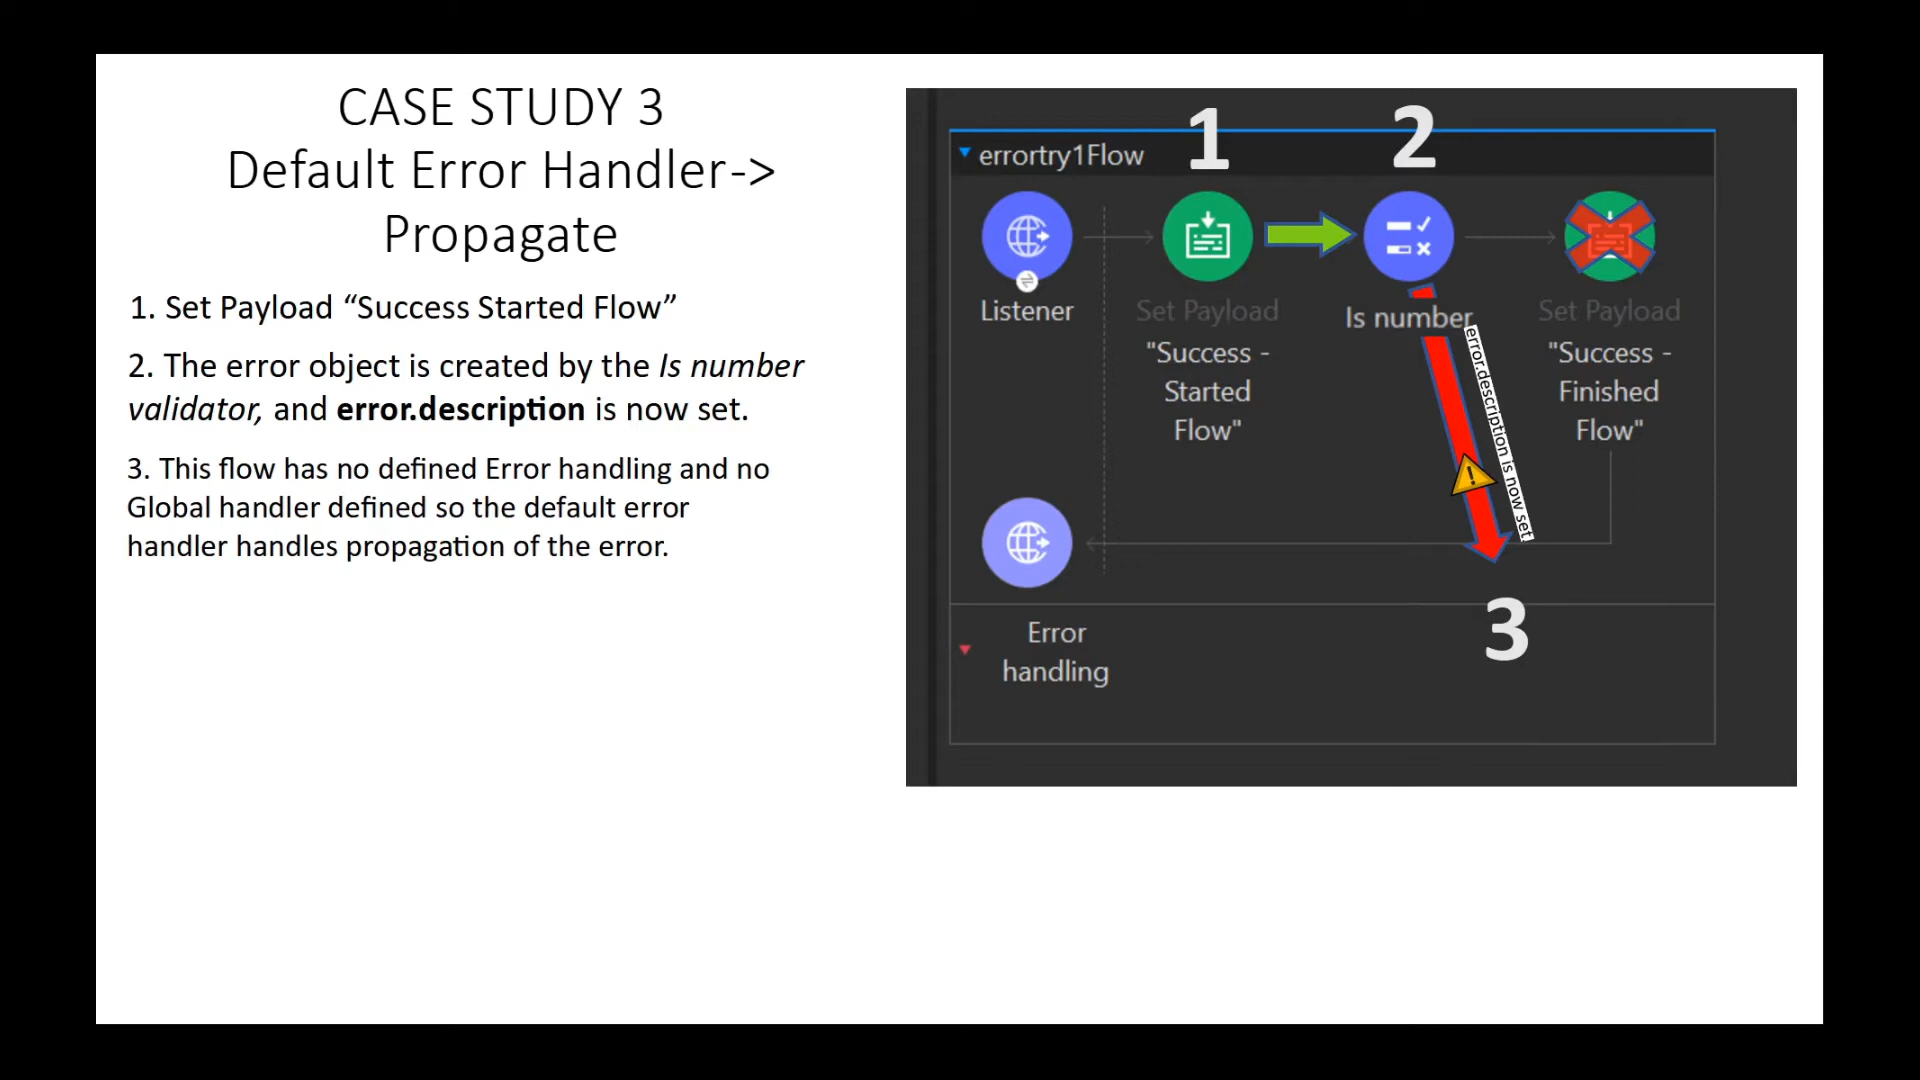 CASE STUDY 3
Default Error Handler->
Propagate
1. Set Payload “Success Started Flow”
2. The error object is created by the Is number
validator, and error.description is now set.
3. This flow has no defined Error handling and no
Global handler defined so the default error
handler handles propagation of the error.
1
2
errortry1Flow
Listener
Set Payload
"Success -
Started
Flow"
Is number
error.description is now set
Set Payload
"Success -
Finished
Flow"
3
Error
handling